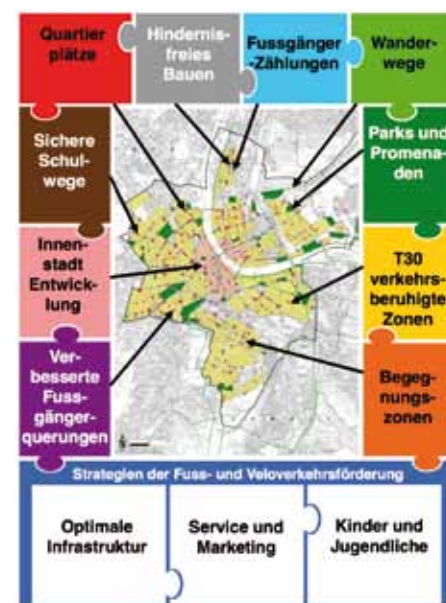 Quartier
plätze
Hindernis-
freies
Bauen
Fussgänger
-Zählungen
Wander-
wege
Sichere
Schul-
wege
Parks und
Promena-
den
Innen-
stadt
Entwick-
lung
T30
verkehrs-
beruhigte
Zonen
Ver-
besserte
Fuss-
gänger-
querungen
Begeg-
nungs-
zonen
Strategien der Fuss- und Veloverkehrsförderung
Optimale
Infrastruktur
Service und
Marketing
Kinder und
Jugendliche